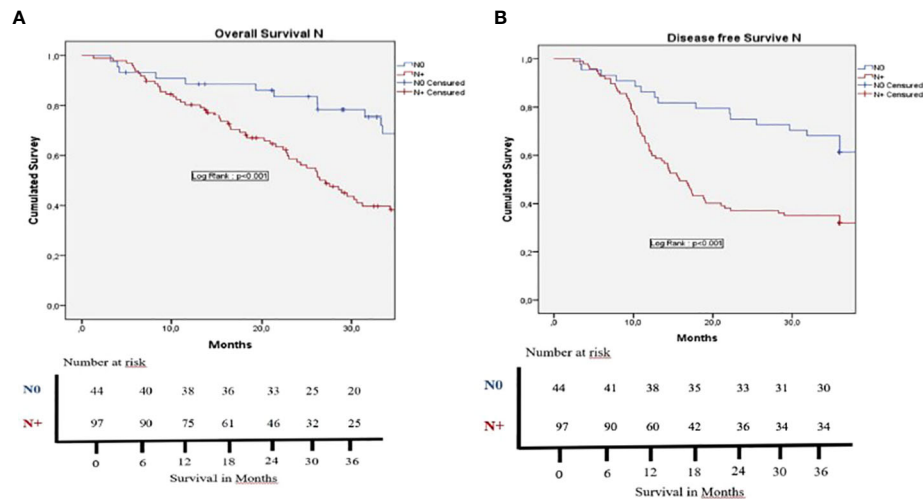 A
Overall Survival N
1,0
0,8
0,6
0,4
0,2
0,0
Cumulated Survey
,0
10,0
20,0
30,0
Months
Log Rank : p<0.001
N0
N+
N0 Censured
N+ Censured
Number at risk
N0 44 40 38 36 33 25 20
N+ 97 90 75 61 46 32 25
0 6 12 18 24 30 36
Survival in Months
B
Disease free Survive N
1,0
0,8
0,6
0,4
0,2
0,0
Cumulated Survey
,0
10,0
20,0
30,0
Months
Log Rank : p<0.001
N0
N+
N0 Censured
N+ Censured
Number at risk
N0 44 41 38 35 33 31 30
N+ 97 90 60 42 36 34 34
0 6 12 18 24 30 36
Survival in Months